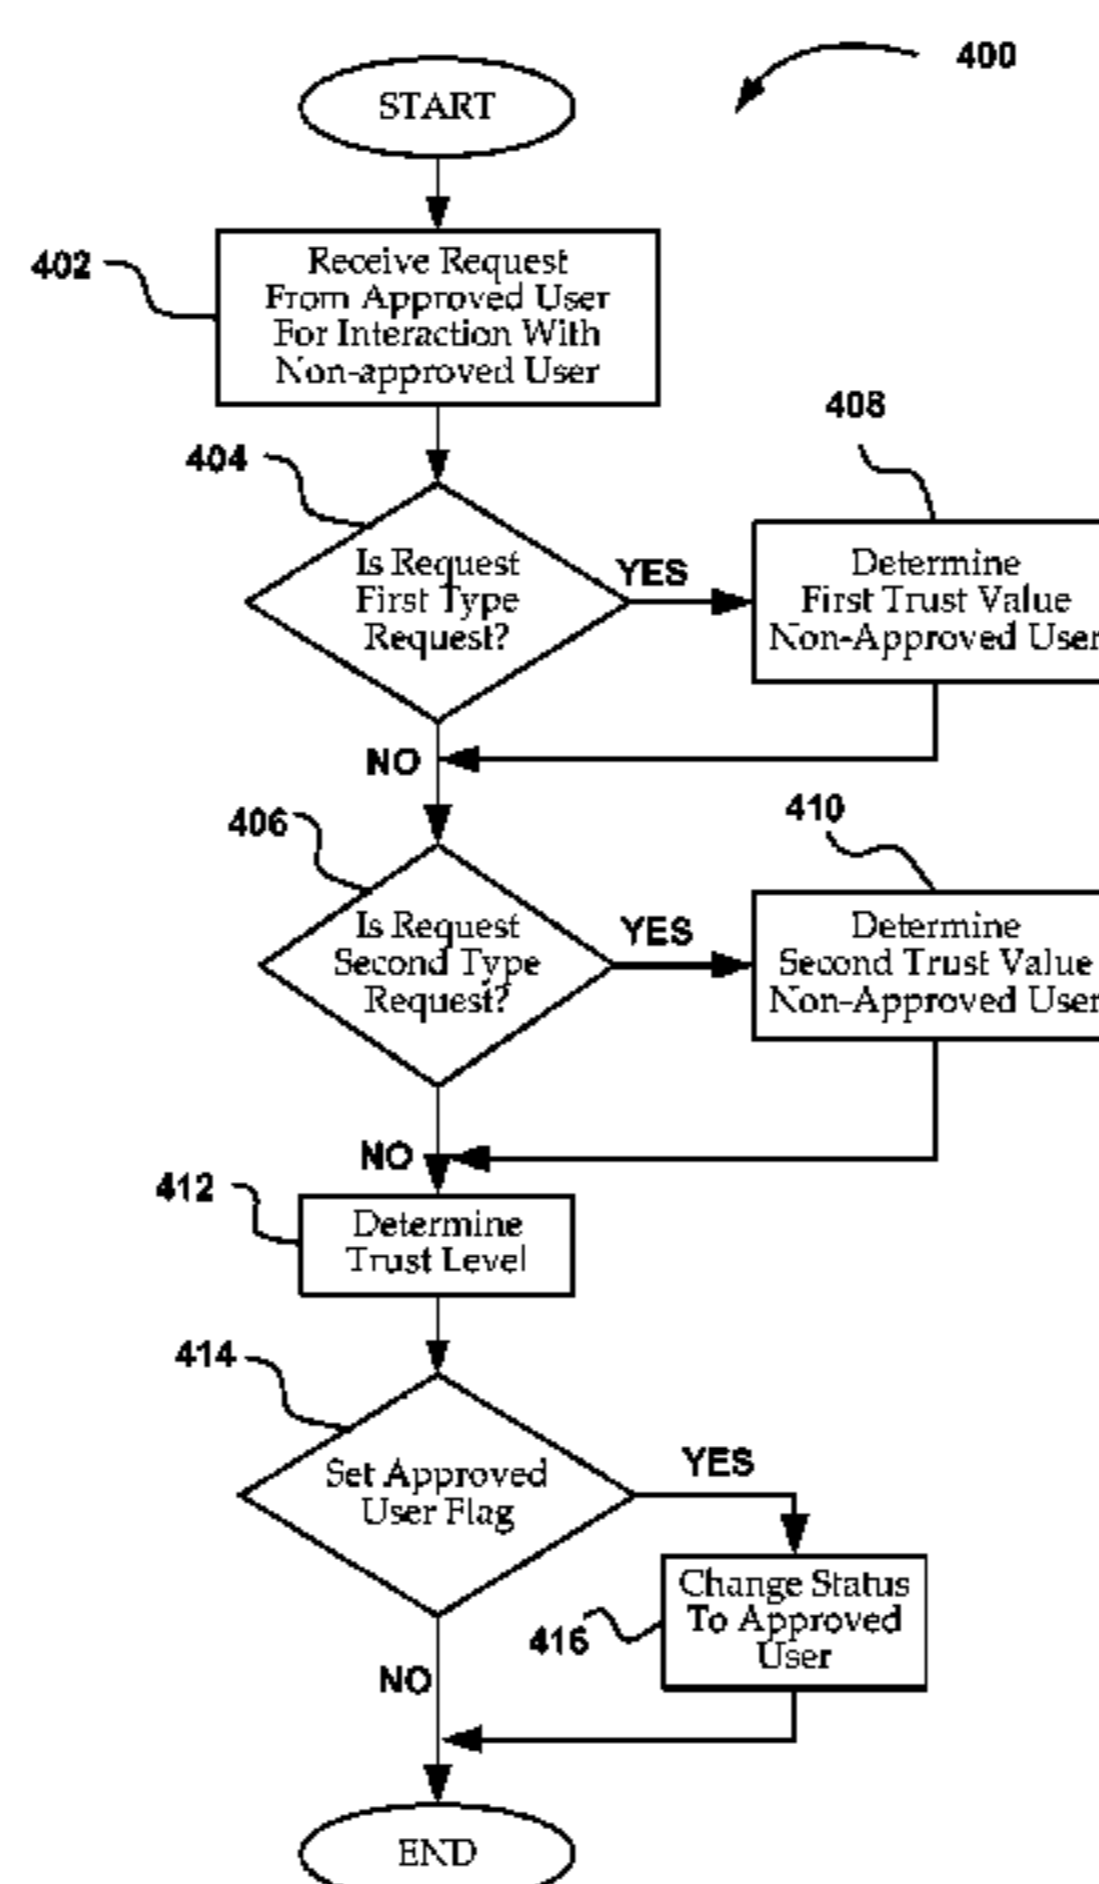 400
START
402
Receive Request
From Approved User
For Interaction With
Non-approved User
408
404
Is Request
First Type
Request?
YES
Determine
First Trust Value
Non-Approved User
NO
410
406
Is Request
Second Type
Request?
YES
Determine
Second Trust Value
Non-Approved User
NO
412
Determine
Trust Level
414
Set Approved
User Flag
YES
Change Status
To Approved
User
416
NO
END